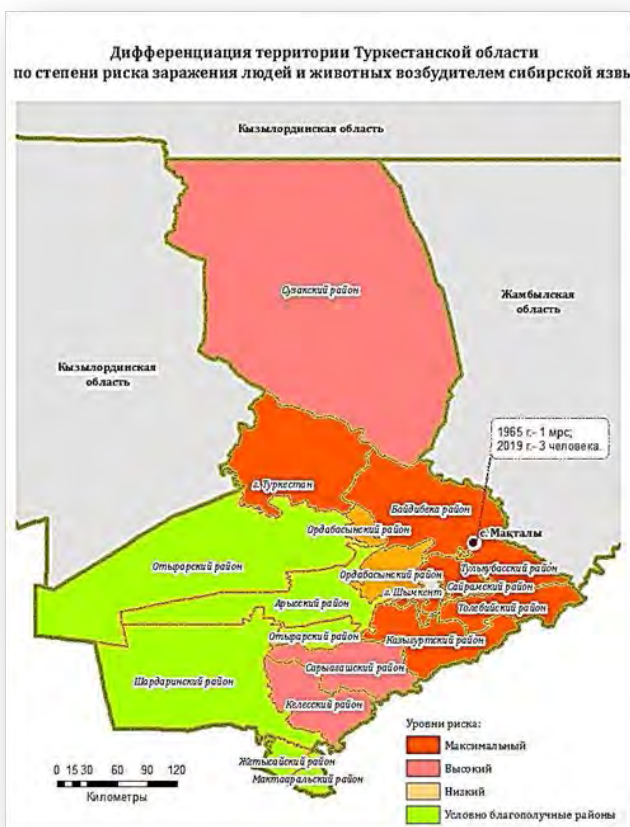 Дифференциация территории Туркестанской области
по степени риска заражения людей и животных возбудителем сибирской язвы
Кызылординская область
Сузакский район
Жамбылская
область
Кызылординская
область
1965 г.- 1 мрс;
2019 г.- 3 человека.
г. Туркестан
Байдибека район
с. Мақталы
Ордабасынский район
Отырарский район
Тулькубасский район
Ордабасынский район
Сайрамский район
г. Шымкент
Арысский район
Толебийский район
Отырарский район
Казыгуртский район
Сарыагашский район
Шардаринский район
Келесский район
Жетысайский район
Мактааральский район
Уровни риска:
Максимальный
Высокий
Низкий
Условно благополучные районы
0 15 30 60 90 120
Километры